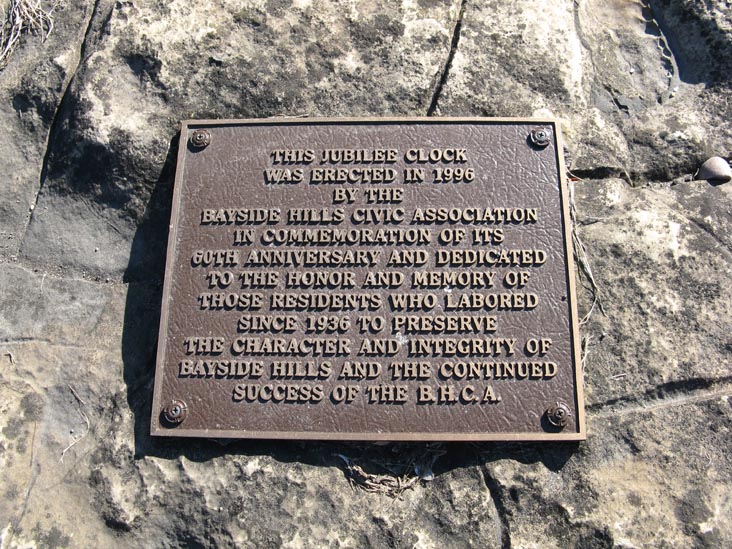 THIS JUBILEE CLOCK
WAS ERECTED IN 1996
BY THE
BAYSIDE HILLS CIVIC ASSOCIATION
IN COMMEMORATION OF ITS
60TH ANNIVERSARY AND DEDICATED
TO THE HONOR AND MEMORY OF
THOSE RESIDENTS WHO LABORED
SINCE 1936 TO PRESERVE
THE CHARACTER AND INTEGRITY OF
BAYSIDE HILLS AND THE CONTINUED
SUCCESS OF THE B.H.C.A.